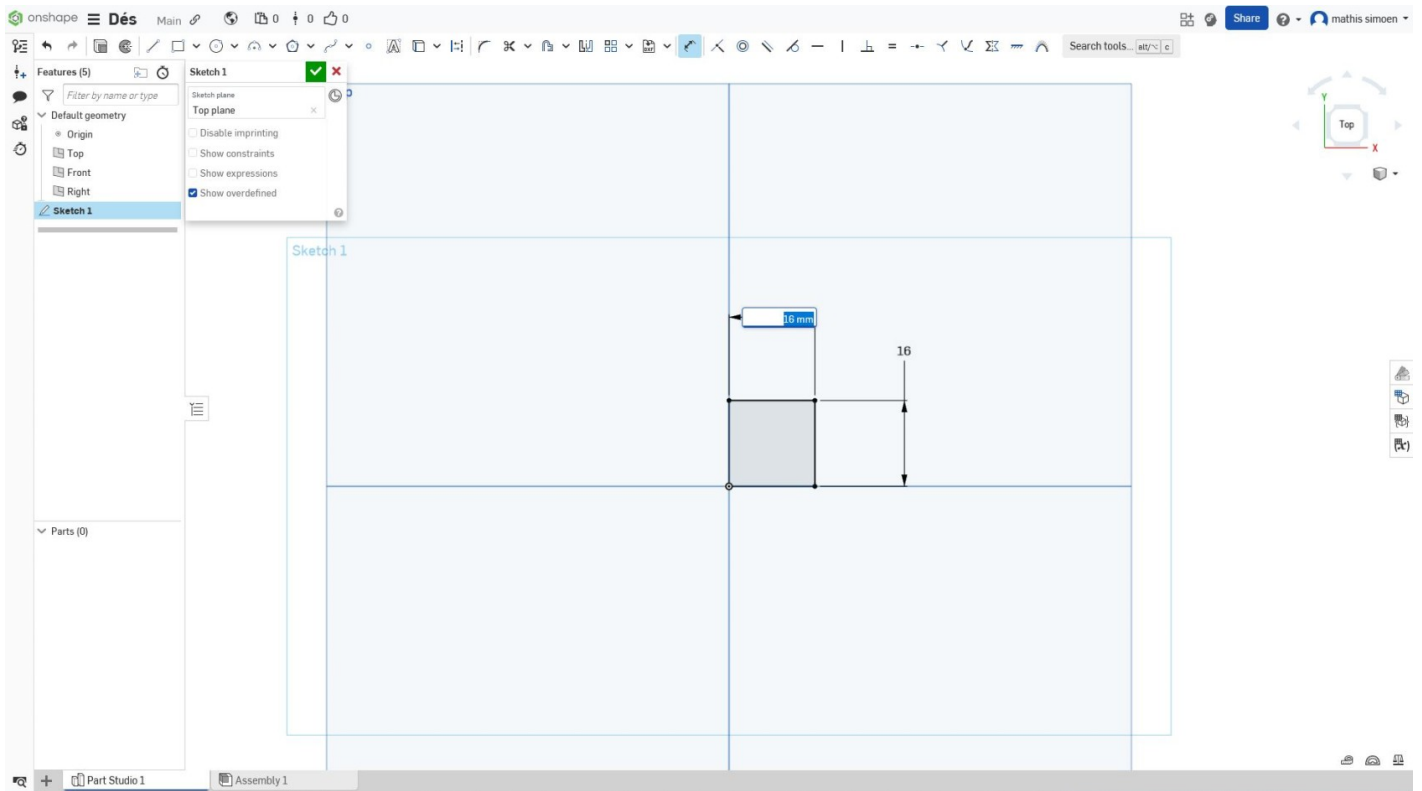 onshape Dés Main 0 0 0 Share mathis simoen
Search tools... alt/⌥ c
Features (5)
Sketch 1
Filter by name or type
Sketch plane
Top plane
Default geometry
Origin
Disable imprinting
Top
Show constraints
Front
Show expressions
Right
Show overdefined
Sketch 1
Top
Y
X
Sketch 1
16 mm
16
(x)
Parts (0)
Part Studio 1
Assembly 1